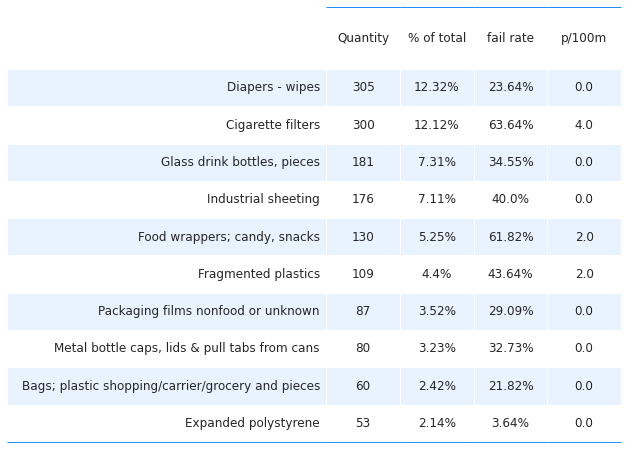 Quantity % of total fail rate p/100m
Diapers - wipes 305 12.32% 23.64% 0.0
Cigarette filters 300 12.12% 63.64% 4.0
Glass drink bottles, pieces 181 7.31% 34.55% 0.0
Industrial sheeting 176 7.11% 40.0% 0.0
Food wrappers; candy, snacks 130 5.25% 61.82% 2.0
Fragmented plastics 109 4.4% 43.64% 2.0
Packaging films nonfood or unknown 87 3.52% 29.09% 0.0
Metal bottle caps, lids & pull tabs from cans 80 3.23% 32.73% 0.0
Bags; plastic shopping/carrier/grocery and pieces 60 2.42% 21.82% 0.0
Expanded polystyrene 53 2.14% 3.64% 0.0